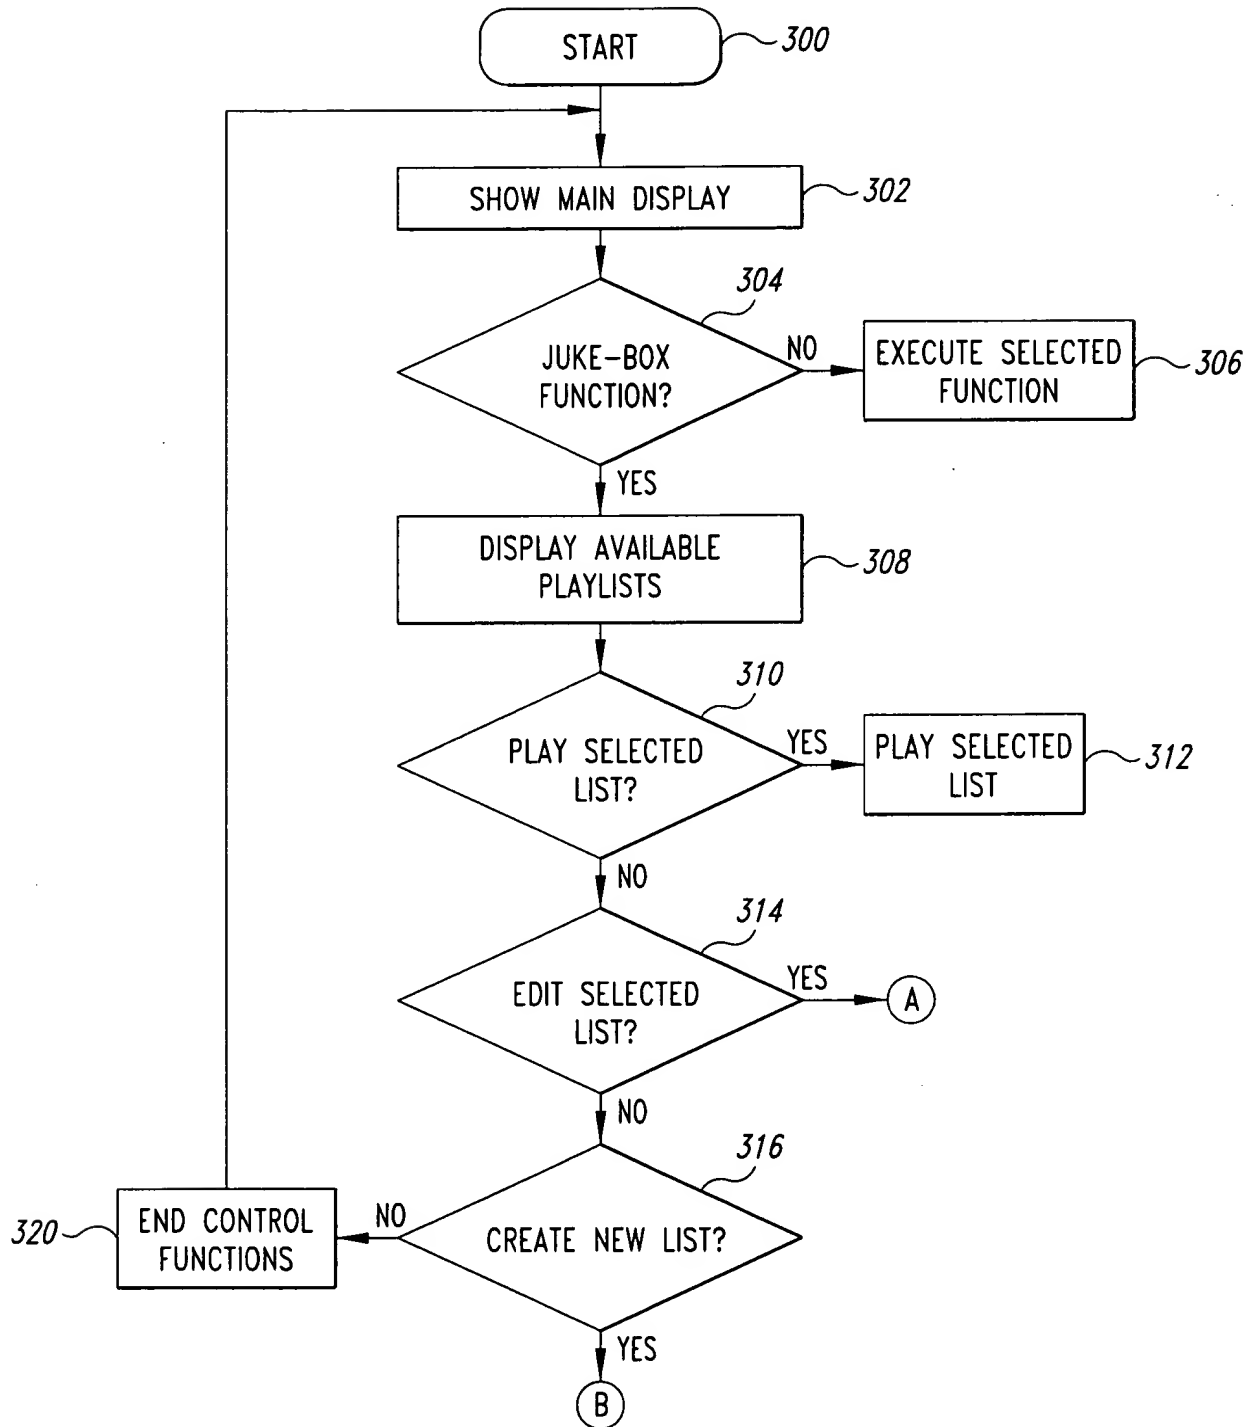 START
300
SHOW MAIN DISPLAY
302
304
JUKE-BOX
FUNCTION?
NO
EXECUTE SELECTED
FUNCTION
306
YES
DISPLAY AVAILABLE
PLAYLISTS
308
310
PLAY SELECTED
LIST?
YES
PLAY SELECTED
LIST
312
NO
314
EDIT SELECTED
LIST?
YES
A
NO
316
CREATE NEW LIST?
NO
END CONTROL
FUNCTIONS
320
YES
B